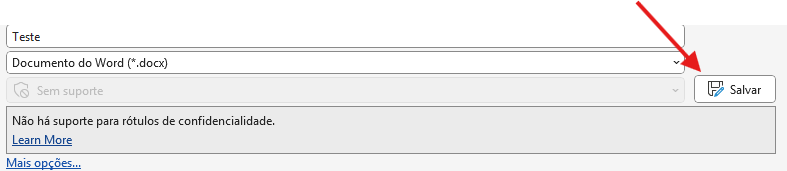 Teste
Documento do Word (*.docx)
Sem suporte
Salvar
Não há suporte para rótulos de confidencialidade.
Learn More
Mais opções...